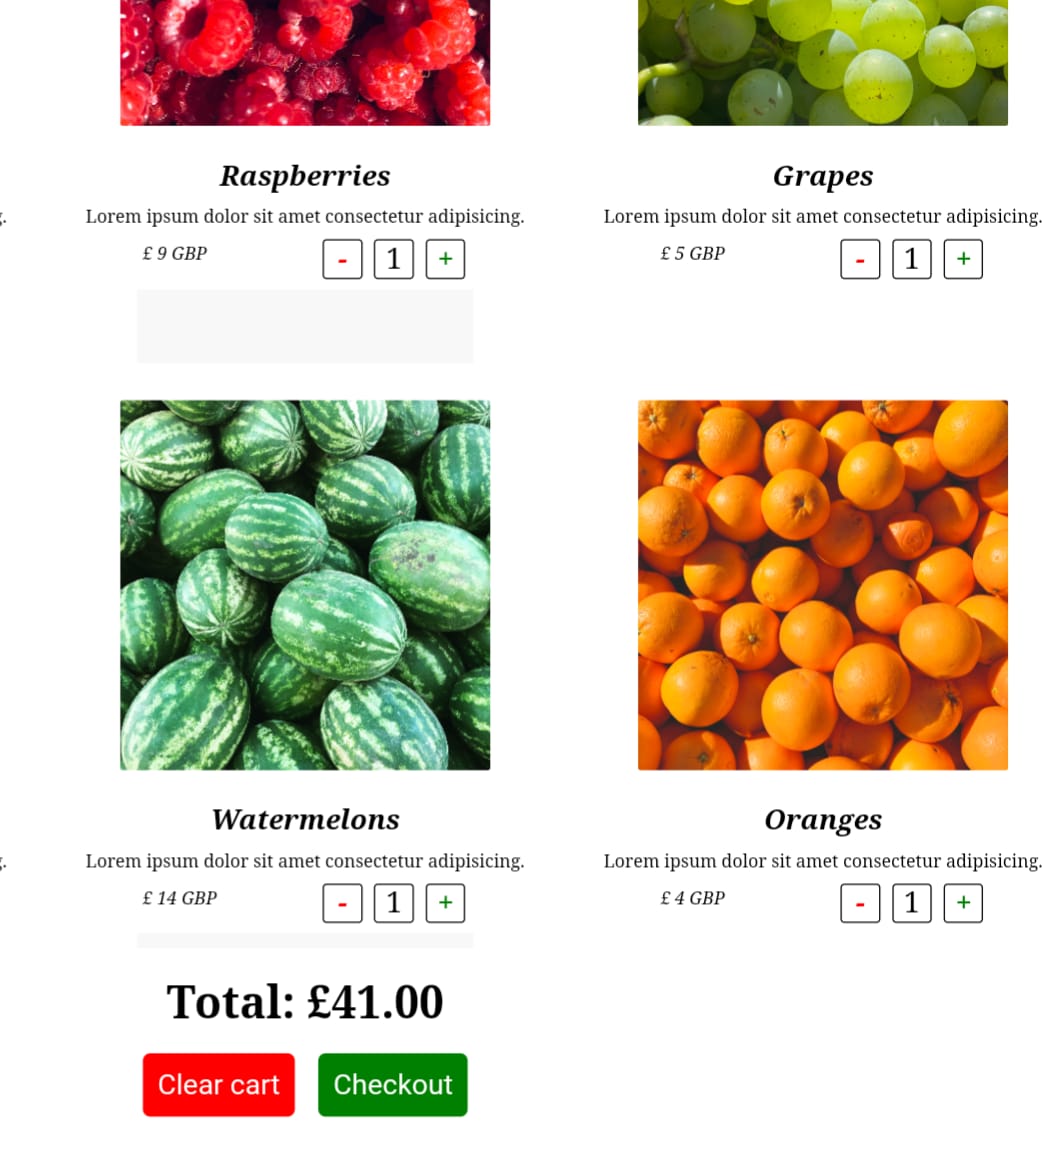 Raspberries
g.
Lorem ipsum dolor sit amet consectetur adipisicing.
£ 9 GBP
- 1 +
Grapes
Lorem ipsum dolor sit amet consectetur adipisicing.
£ 5 GBP
- 1 +
Watermelons
g.
Lorem ipsum dolor sit amet consectetur adipisicing.
£ 14 GBP
- 1 +
Oranges
Lorem ipsum dolor sit amet consectetur adipisicing.
£ 4 GBP
- 1 +
Total: £41.00
Clear cart
Checkout